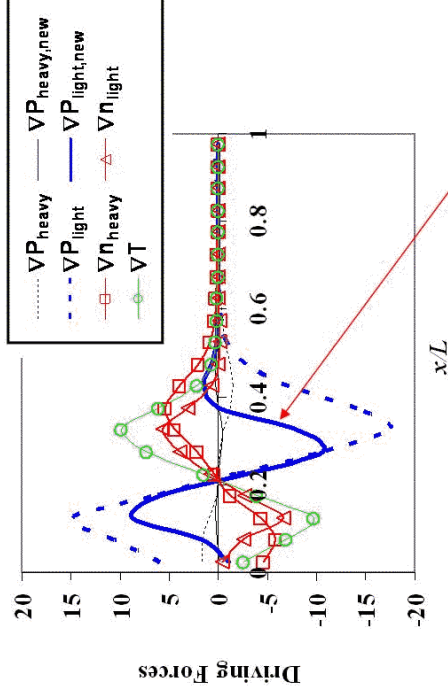 ∇P_heavy ∇P_heavy,new
∇P_light ∇P_light,new
∇n_heavy ∇n_light
∇T
20
15
10
5
0
-5
-10
-15
-20
Driving Forces
0 0.2 0.4 0.6 0.8 1
x/L